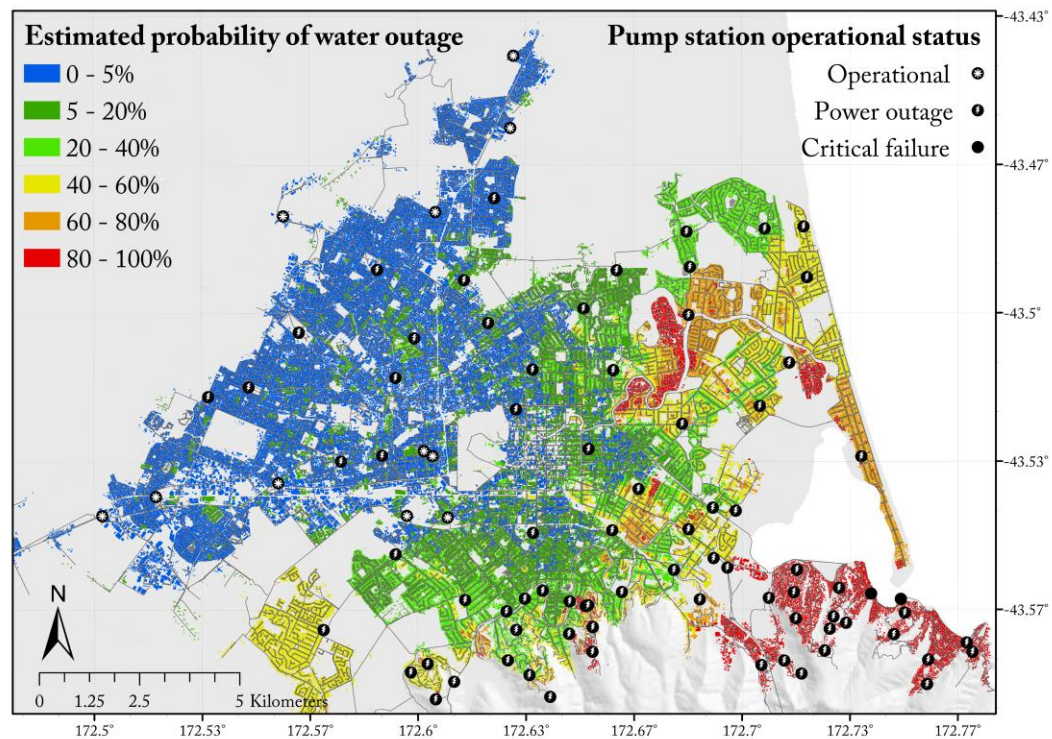 Estimated probability of water outage
0 - 5%
5 - 20%
20 - 40%
40 - 60%
60 - 80%
80 - 100%
Pump station operational status
Operational
Power outage
Critical failure
-43.43°
-43.47°
-43.5°
-43.53°
-43.57°
N
0 1.25 2.5 5 Kilometers
172.5° 172.53° 172.57° 172.6° 172.63° 172.67° 172.7° 172.73° 172.77°